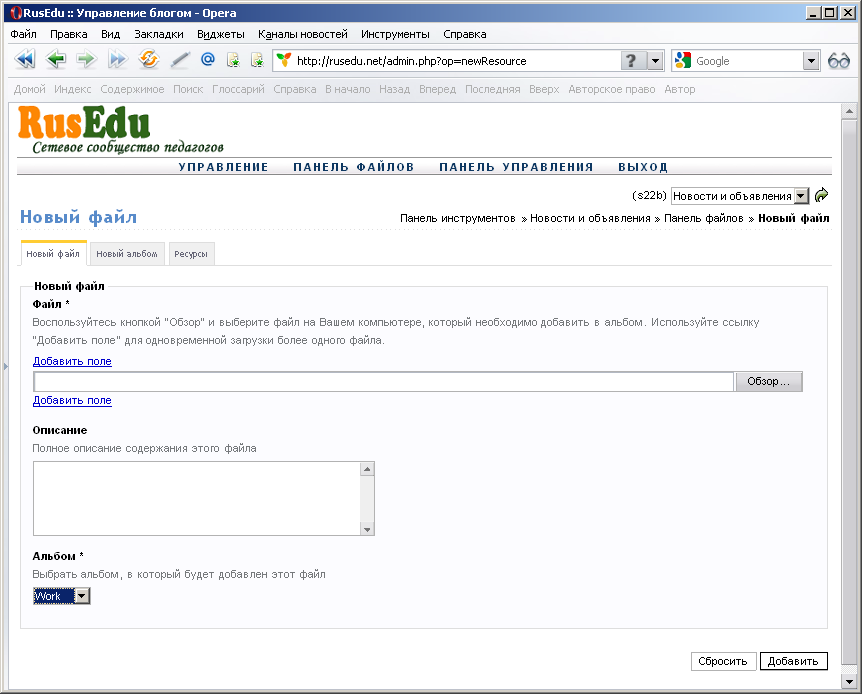 RusEdu :: Управление блогом - Opera
Файл Правка Вид Закладки Виджеты Каналы новостей Инструменты Справка
http://rusedu.net/admin.php?op=newResource ? Google
Домой Индекс Содержимое Поиск Глоссарий Справка В начало Назад Вперед Последняя Вверх Авторское право Автор
RusEdu
Сетевое сообщество педагогов
УПРАВЛЕНИЕ ПАНЕЛЬ ФАЙЛОВ ПАНЕЛЬ УПРАВЛЕНИЯ ВЫХОД
(s22b) Новости и объявления
Новый файл
Панель инструментов » Новости и объявления » Панель файлов » Новый файл
Новый файл Новый альбом Ресурсы
Новый файл
Файл *
Воспользуйтесь кнопкой "Обзор" и выберите файл на Вашем компьютере, который необходимо добавить в альбом. Используйте ссылку
"Добавить поле" для одновременной загрузки более одного файла.
Добавить поле
Обзор...
Добавить поле
Описание
Полное описание содержания этого файла
Альбом *
Выбрать альбом, в который будет добавлен этот файл
Work
Сбросить Добавить